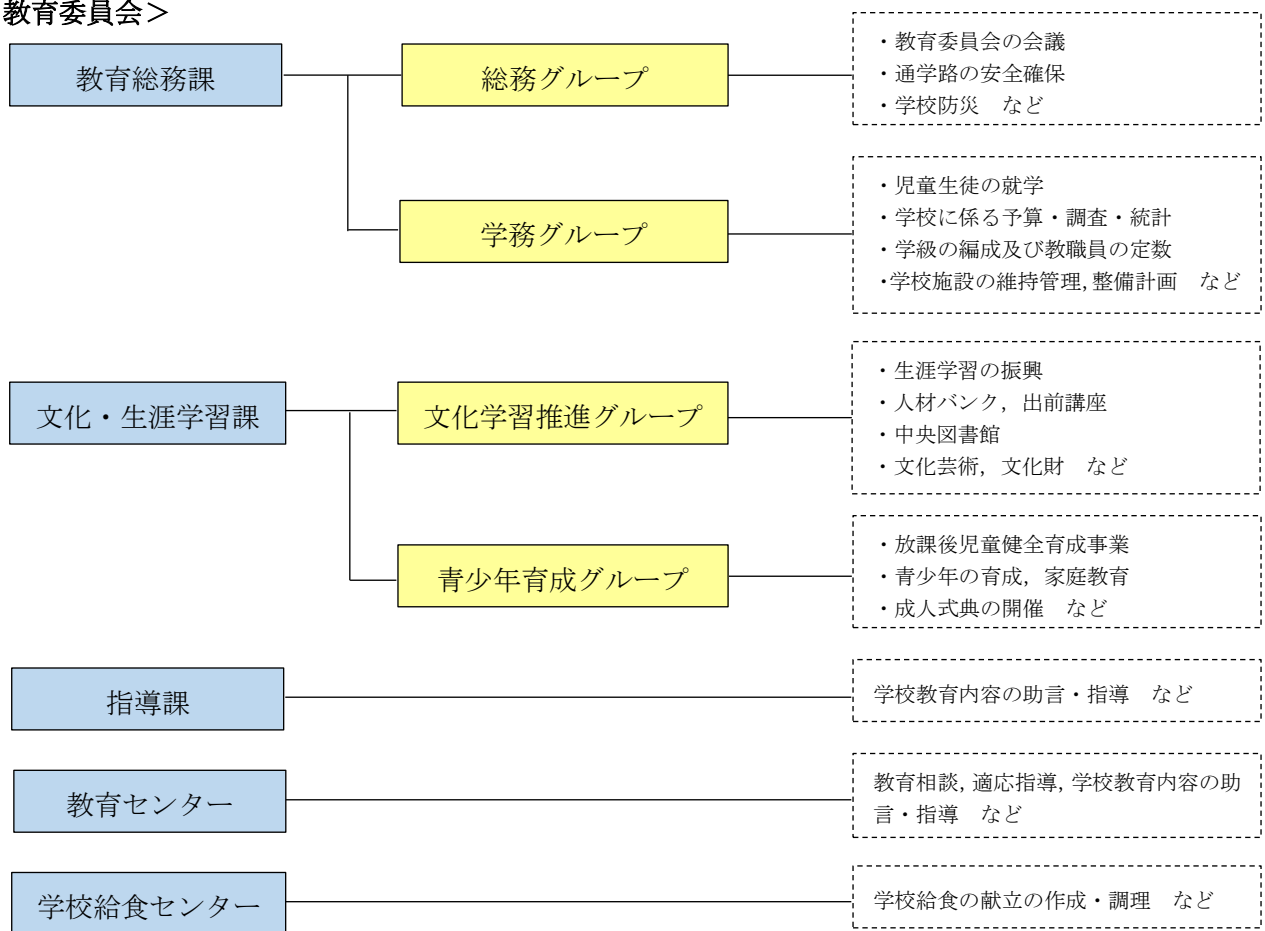 教育委員会＞
教育総務課
総務グループ
・教育委員会の会議
・通学路の安全確保
・学校防災　など
学務グループ
・児童生徒の就学
・学校に係る予算・調査・統計
・学級の編成及び教職員の定数
・学校施設の維持管理,整備計画　など
文化・生涯学習課
文化学習推進グループ
・生涯学習の振興
・人材バンク，出前講座
・中央図書館
・文化芸術，文化財　など
青少年育成グループ
・放課後児童健全育成事業
・青少年の育成，家庭教育
・成人式典の開催　など
指導課
学校教育内容の助言・指導　など
教育センター
教育相談,適応指導,学校教育内容の助
言・指導　など
学校給食センター
学校給食の献立の作成・調理　など